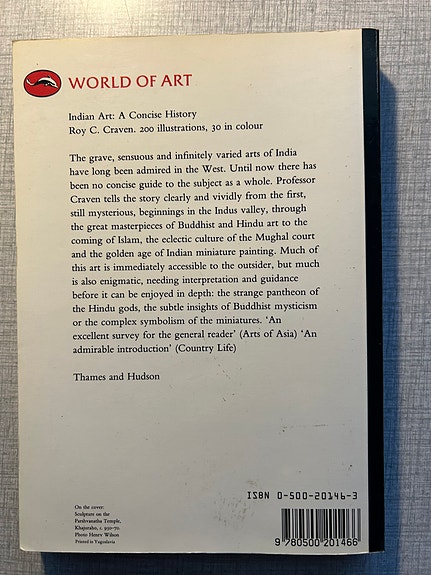 WORLD OF ART
Indian Art: A Concise History
Roy C. Craven. 200 illustrations, 30 in colour
The grave, sensuous and infinitely varied arts of India
have long been admired in the West. Until now there has
been no concise guide to the subject as a whole. Professor
Craven tells the story clearly and vividly from the first,
still mysterious, beginnings in the Indus valley, through
the great masterpieces of Buddhist and Hindu art to the
coming of Islam, the eclectic culture of the Mughal court
and the golden age of Indian miniature painting. Much of
this art is immediately accessible to the outsider, but much
is also enigmatic, needing interpretation and guidance
before it can be enjoyed in depth: the strange pantheon of
the Hindu gods, the subtle insights of Buddhist mysticism
or the complex symbolism of the miniatures. ‘An
excellent survey for the general reader’ (Arts of Asia) ‘An
admirable introduction’ (Country Life)
Thames and Hudson
On the cover:
Sculpture on the
Parshvanatha Temple,
Khajuraho, c. 950-70.
Photo Henry Wilson
Printed in Yugoslavia
ISBN 0-500-20146-3
9 780500 201466